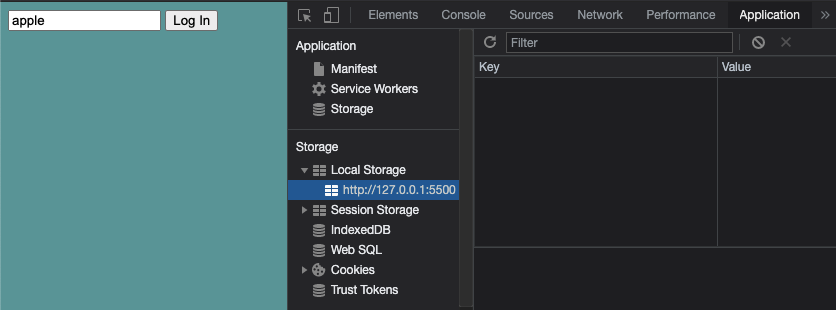 apple Log In
Elements Console Sources Network Performance Application »
Application
Manifest
Service Workers
Storage
Storage
Local Storage
http://127.0.0.1:5500
Session Storage
IndexedDB
Web SQL
Cookies
Trust Tokens
Filter
Key Value